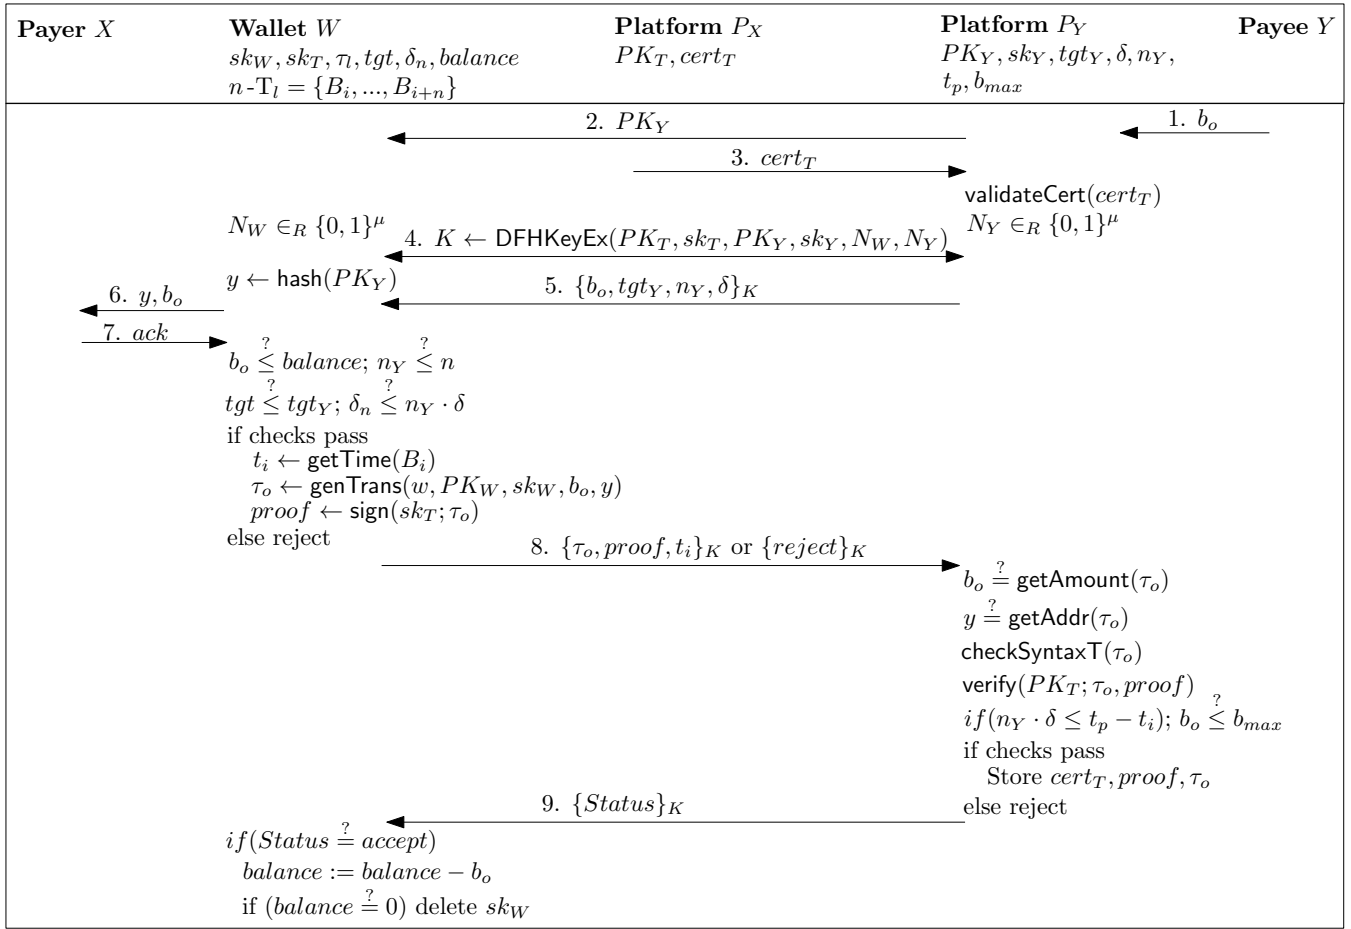 Payer X
Wallet W
sk_W, sk_T, τ_l, tgt, δ_n, balance
n-T_l = {B_i, ..., B_{i+n}}
Platform P_X
PK_T, cert_T
Platform P_Y
PK_Y, sk_Y, tgt_Y, δ, n_Y,
t_p, b_max
Payee Y
1. b_o
2. PK_Y
3. cert_T
validateCert(cert_T)
N_W ∈_R {0, 1}^μ
N_Y ∈_R {0, 1}^μ
4. K ← DFHKeyEx(PK_T, sk_T, PK_Y, sk_Y, N_W, N_Y)
y ← hash(PK_Y)
5. {b_o, tgt_Y, n_Y, δ}_K
6. y, b_o
7. ack
b_o ≤? balance; n_Y ≤? n
tgt ≤? tgt_Y; δ_n ≤? n_Y · δ
if checks pass
t_i ← getTime(B_i)
τ_o ← genTrans(w, PK_W, sk_W, b_o, y)
proof ← sign(sk_T; τ_o)
else reject
8. {τ_o, proof, t_i}_K or {reject}_K
b_o =? getAmount(τ_o)
y =? getAddr(τ_o)
checkSyntaxT(τ_o)
verify(PK_T; τ_o, proof)
if(n_Y · δ ≤ t_p − t_i); b_o ≤? b_max
if checks pass
Store cert_T, proof, τ_o
else reject
9. {Status}_K
if(Status =? accept)
balance := balance − b_o
if (balance =? 0) delete sk_W